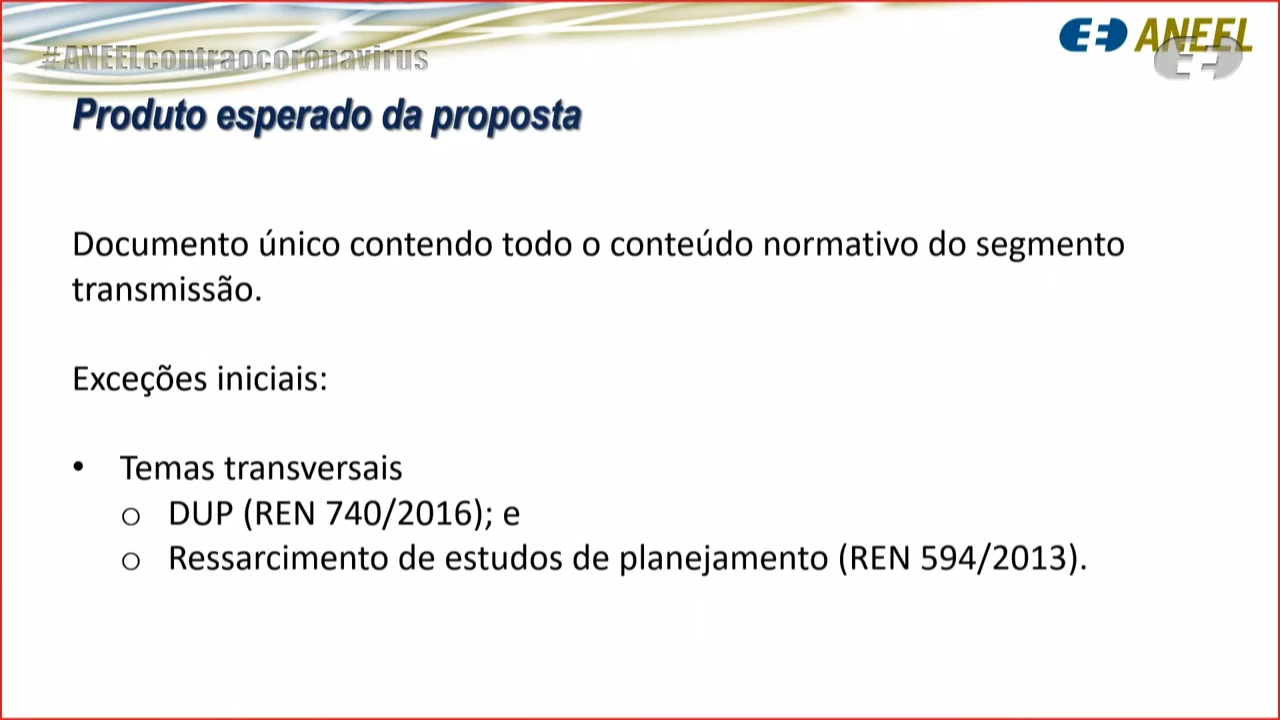 #ANEELcontraocoronavirus
ANEEL
Produto esperado da proposta
Documento único contendo todo o conteúdo normativo do segmento
transmissão.
Exceções iniciais:
• Temas transversais
o DUP (REN 740/2016); e
o Ressarcimento de estudos de planejamento (REN 594/2013).